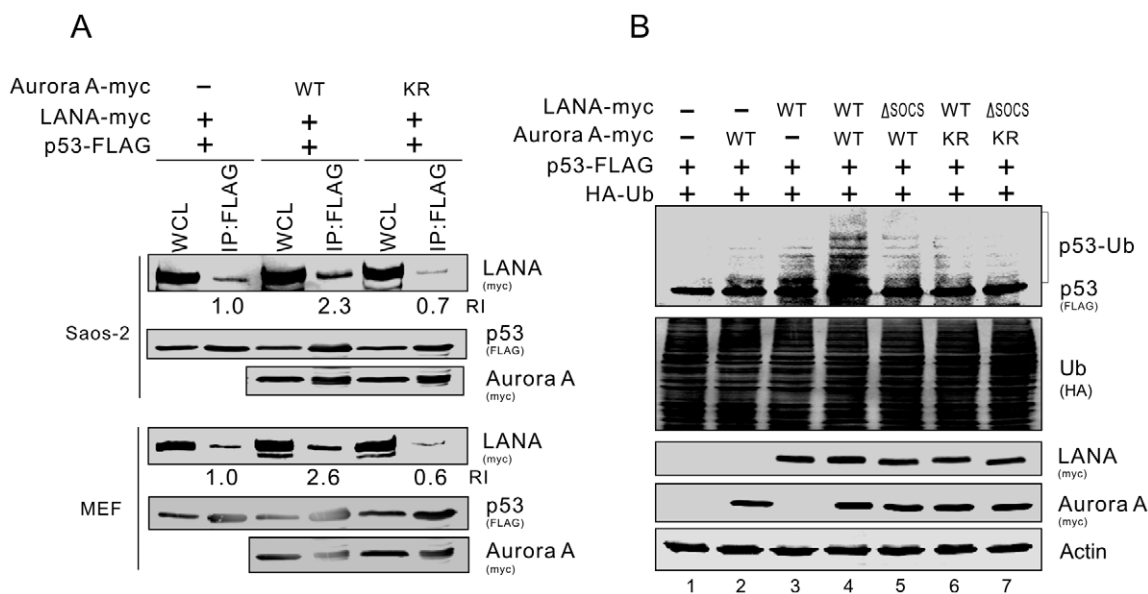 A
Aurora A-myc – WT KR
LANA-myc + + +
p53-FLAG + + +
WCL IP:FLAG WCL IP:FLAG WCL IP:FLAG
LANA
(myc)
1.0 2.3 0.7 RI
Saos-2
p53
(FLAG)
Aurora A
(myc)
LANA
(myc)
1.0 2.6 0.6 RI
MEF
p53
(FLAG)
Aurora A
(myc)
B
LANA-myc – – WT WT ΔSOCS WT ΔSOCS
Aurora A-myc – WT – WT WT KR KR
p53-FLAG + + + + + + +
HA-Ub + + + + + + +
p53-Ub
p53
(FLAG)
Ub
(HA)
LANA
(myc)
Aurora A
(myc)
Actin
1 2 3 4 5 6 7